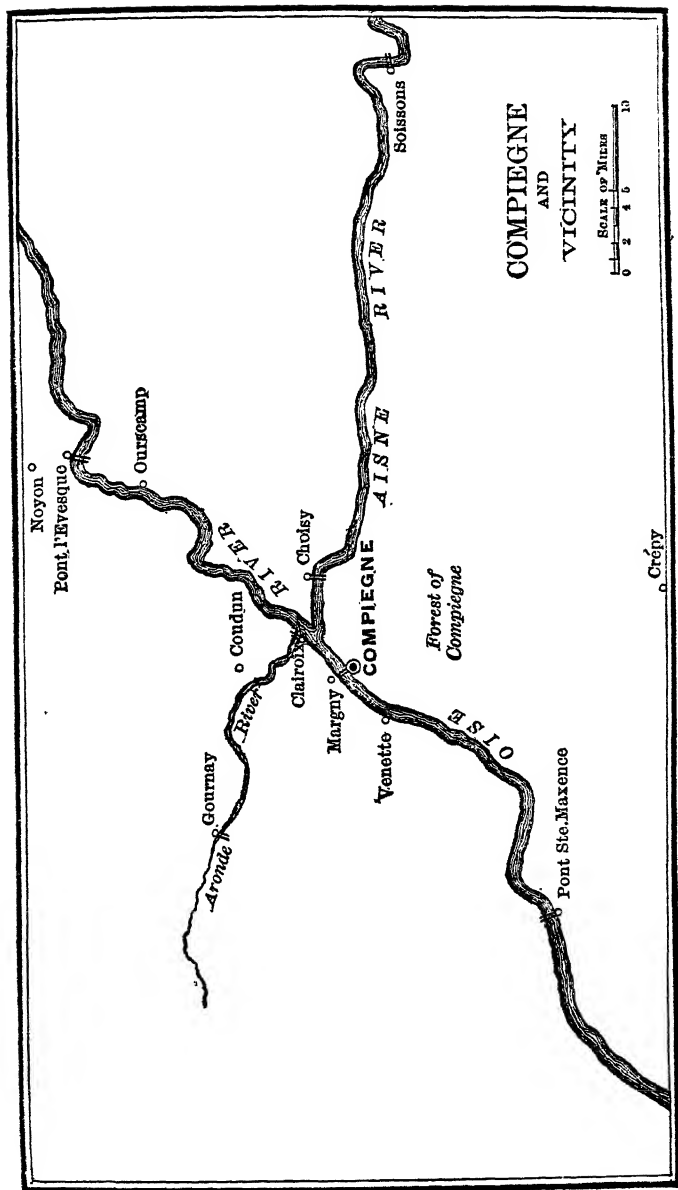 COMPIEGNE
AND
VICINITY
SCALE OF MILES
0 2 4 5 10
Noyon
Pont l'Evesque
Ourscamp
Soissons
AISNE RIVER
RIVER
OISE
Choisy
Coudun
Clairoix
COMPIEGNE
Margny
Venette
Gournay
Aronde River
Forest of
Compiegne
Crépy
Pont Ste. Maxence